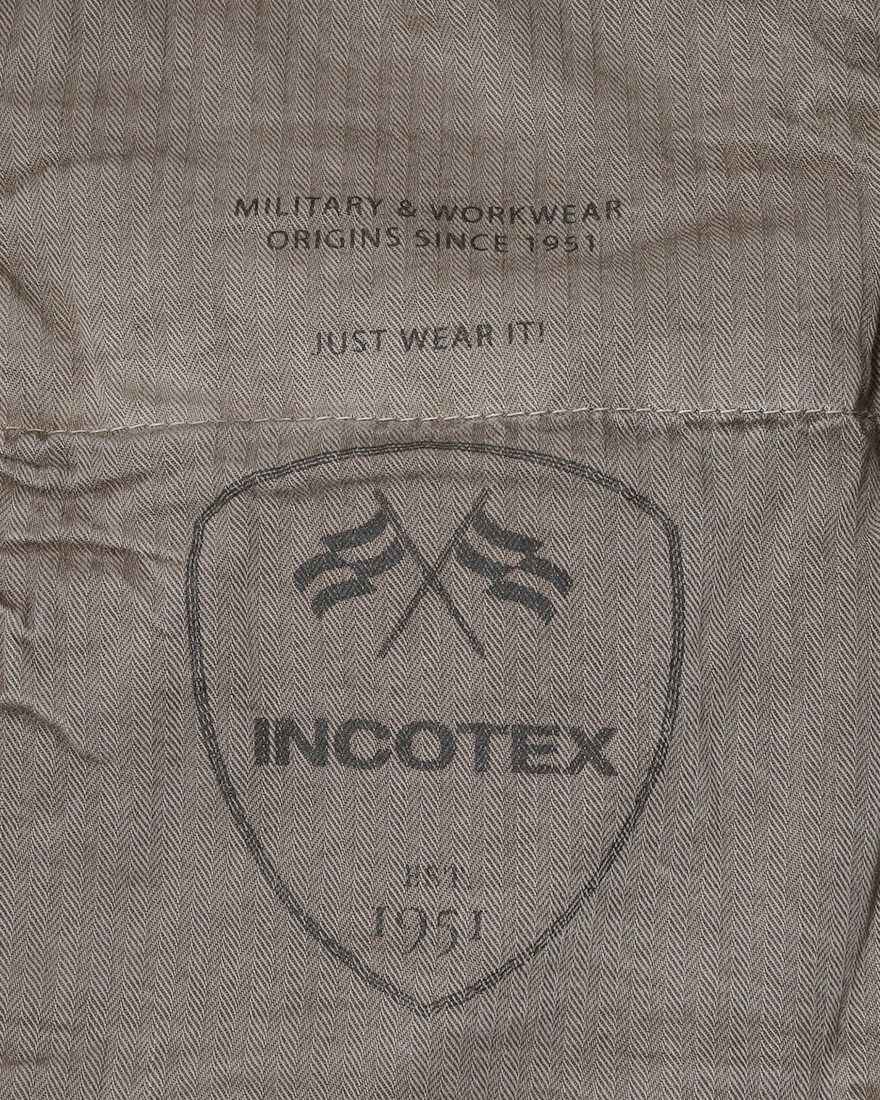 MILITARY & WORKWEAR
ORIGINS SINCE 1951
JUST WEAR IT!
INCOTEX
EST.
1951